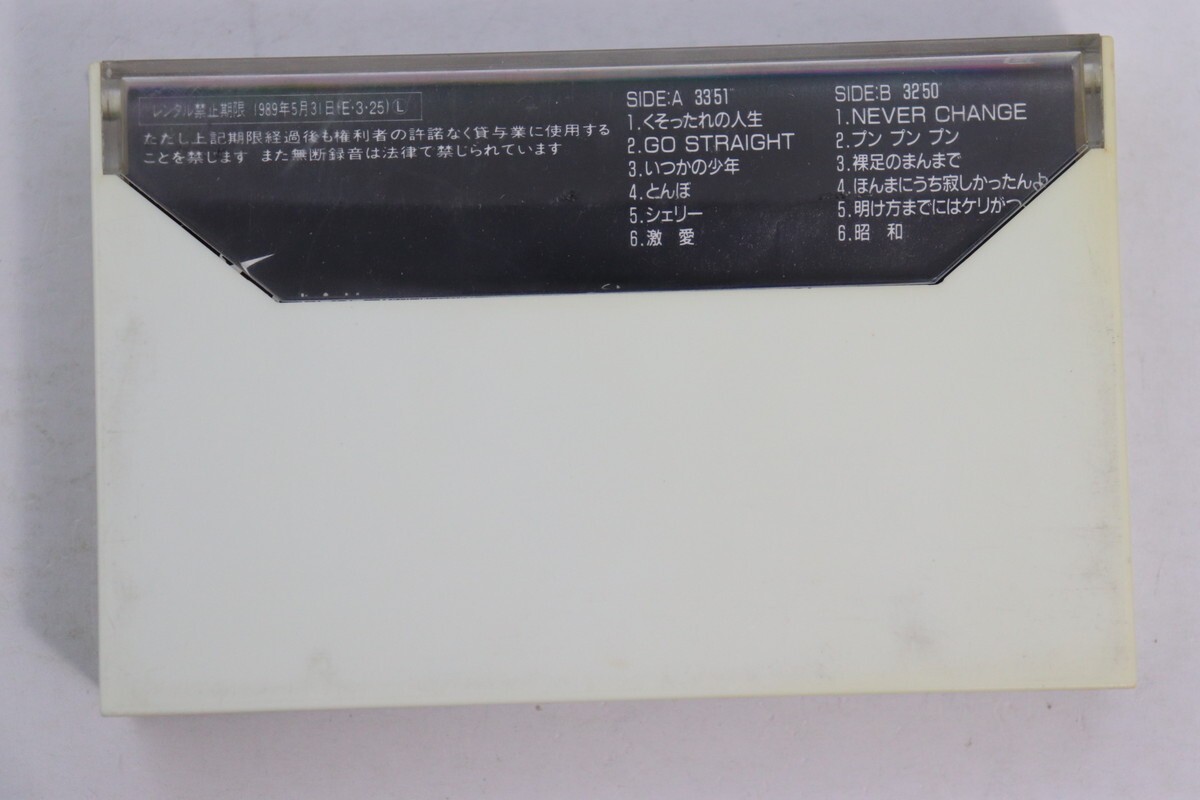 レンタル禁止期限 1989年5月31日(E・3・25) Ⓛ
ただし上記期限経過後も権利者の許諾なく貸与業に使用する
ことを禁じます また無断録音は法律で禁じられています
SIDE:A 33'51"
1.くそったれの人生
2.GO STRAIGHT
3.いつかの少年
4.とんぼ
5.シェリー
6.激 愛
SIDE:B 32'50"
1.NEVER CHANGE
2.ブン ブン ブン
3.裸足のまんまで
4.ほんまにうち寂しかったんよ
5.明け方までにはケリがつ
6.昭 和